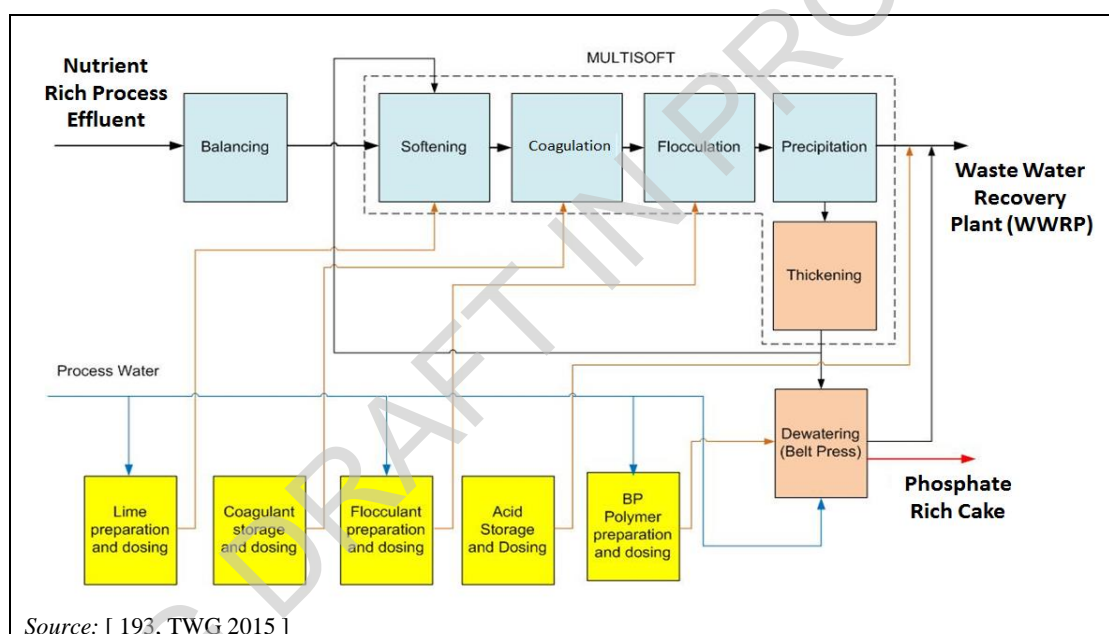 MULTISOFT
Nutrient
Rich Process
Effluent
Balancing
Softening
Coagulation
Flocculation
Precipitation
Waste Water
Recovery
Plant (WWRP)
Thickening
Process Water
Dewatering
(Belt Press)
Phosphate
Rich Cake
Lime
preparation
and dosing
Coagulant
storage
and dosing
Flocculant
preparation
and dosing
Acid
Storage
and Dosing
BP
Polymer
preparation
and dosing
Source: [ 193, TWG 2015 ]
DRAFT IN PRO